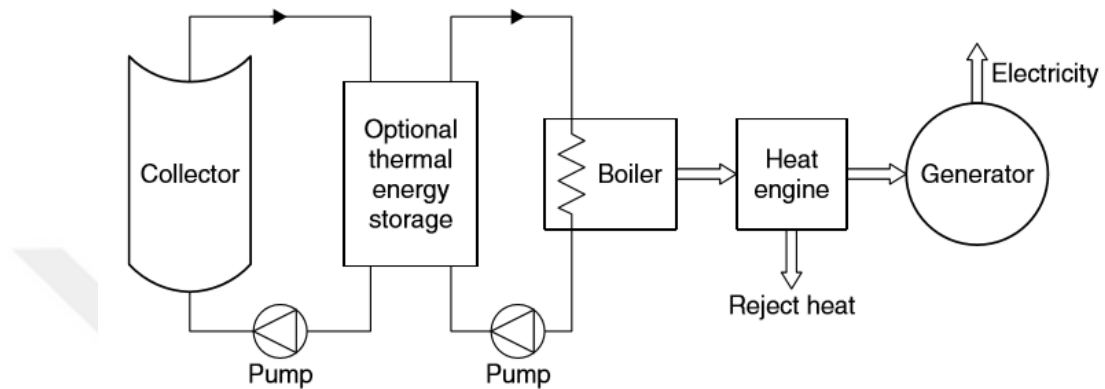 Collector
Pump
Optional
thermal
energy
storage
Pump
Boiler
Heat
engine
Reject heat
Generator
Electricity